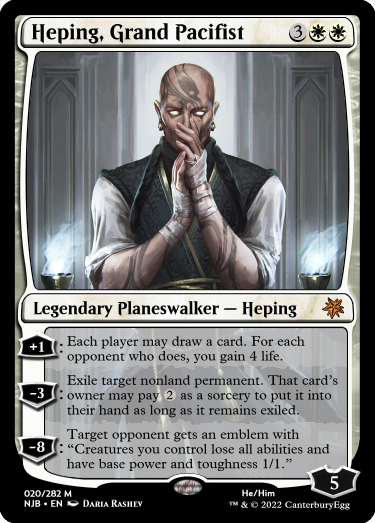 Heping, Grand Pacifist 3
Legendary Planeswalker — Heping
+1: Each player may draw a card. For each
opponent who does, you gain 4 life.
-3: Exile target nonland permanent. That card's
owner may pay 2 as a sorcery to put it into
their hand as long as it remains exiled.
-8: Target opponent gets an emblem with
“Creatures you control lose all abilities and
have base power and toughness 1/1.”
5
020/282 M He/Him
NJB • EN DARIA RASHEV ™ & © 2022 CanterburyEgg